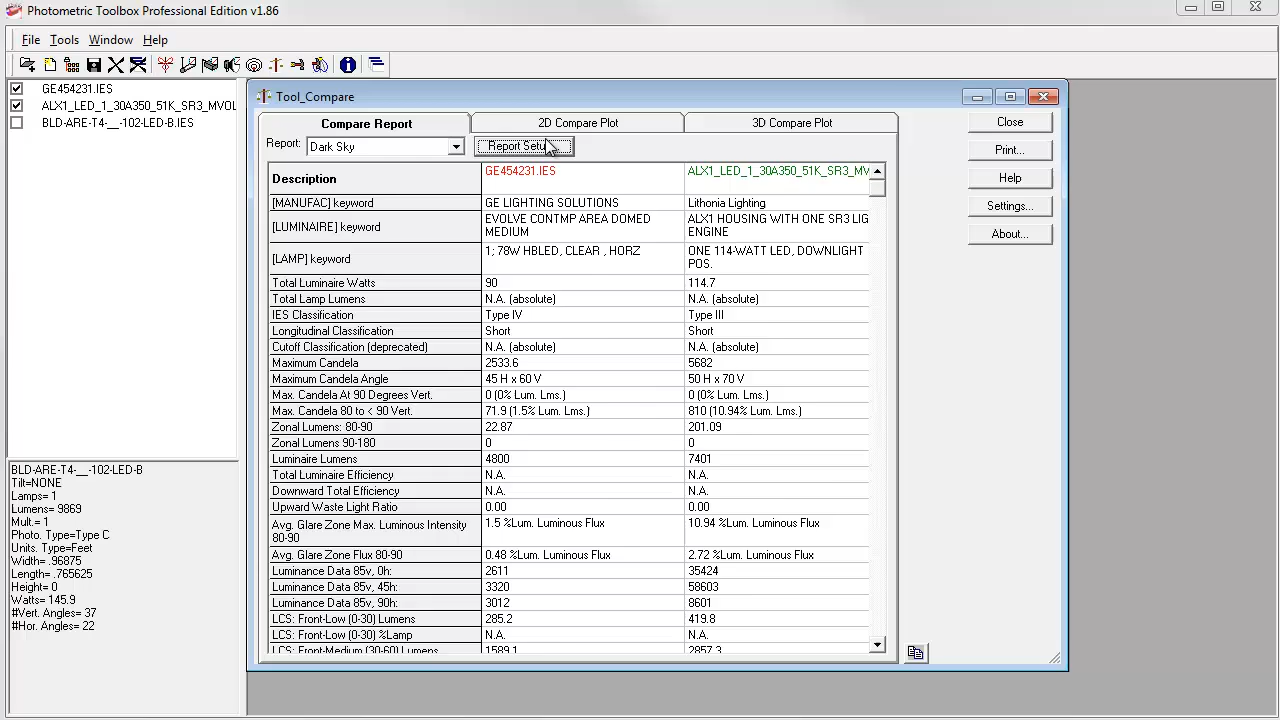 Photometric Toolbox Professional Edition v1.86
File Tools Window Help
GE454231.IES
ALX1_LED_1_30A350_51K_SR3_MVOL
BLD-ARE-T4-__-102-LED-B.IES
BLD-ARE-T4-__-102-LED-B
Tilt=NONE
Lamps= 1
Lumens= 9869
Mult.= 1
Photo. Type=Type C
Units. Type=Feet
Width= .96875
Length= .765625
Height= 0
Watts= 145.9
#Vert. Angles= 37
#Hor. Angles= 22
Tool_Compare
Compare Report 2D Compare Plot 3D Compare Plot
Report: Dark Sky Report Setu
Close
Print...
Help
Settings...
About...
Description GE454231.IES ALX1_LED_1_30A350_51K_SR3_MV
[MANUFAC] keyword GE LIGHTING SOLUTIONS Lithonia Lighting
[LUMINAIRE] keyword EVOLVE CONTMP AREA DOMED MEDIUM ALX1 HOUSING WITH ONE SR3 LIG ENGINE
[LAMP] keyword 1; 78W HBLED, CLEAR , HORZ ONE 114-WATT LED, DOWNLIGHT POS.
Total Luminaire Watts 90 114.7
Total Lamp Lumens N.A. (absolute) N.A. (absolute)
IES Classification Type IV Type III
Longitudinal Classification Short Short
Cutoff Classification (deprecated) N.A. (absolute) N.A. (absolute)
Maximum Candela 2533.6 5682
Maximum Candela Angle 45 H x 60 V 50 H x 70 V
Max. Candela At 90 Degrees Vert. 0 (0% Lum. Lms.) 0 (0% Lum. Lms.)
Max. Candela 80 to < 90 Vert. 71.9 (1.5% Lum. Lms.) 810 (10.94% Lum. Lms.)
Zonal Lumens: 80-90 22.87 201.09
Zonal Lumens 90-180 0 0
Luminaire Lumens 4800 7401
Total Luminaire Efficiency N.A. N.A.
Downward Total Efficiency N.A. N.A.
Upward Waste Light Ratio 0.00 0.00
Avg. Glare Zone Max. Luminous Intensity 80-90 1.5 %Lum. Luminous Flux 10.94 %Lum. Luminous Flux
Avg. Glare Zone Flux 80-90 0.48 %Lum. Luminous Flux 2.72 %Lum. Luminous Flux
Luminance Data 85v, 0h: 2611 35424
Luminance Data 85v, 45h: 3320 58603
Luminance Data 85v, 90h: 3012 8601
LCS: Front-Low (0-30) Lumens 285.2 419.8
LCS: Front-Low (0-30) %Lamp N.A. N.A.
LCS: Front-Medium (30-60) Lumens 1589.1 2857.3